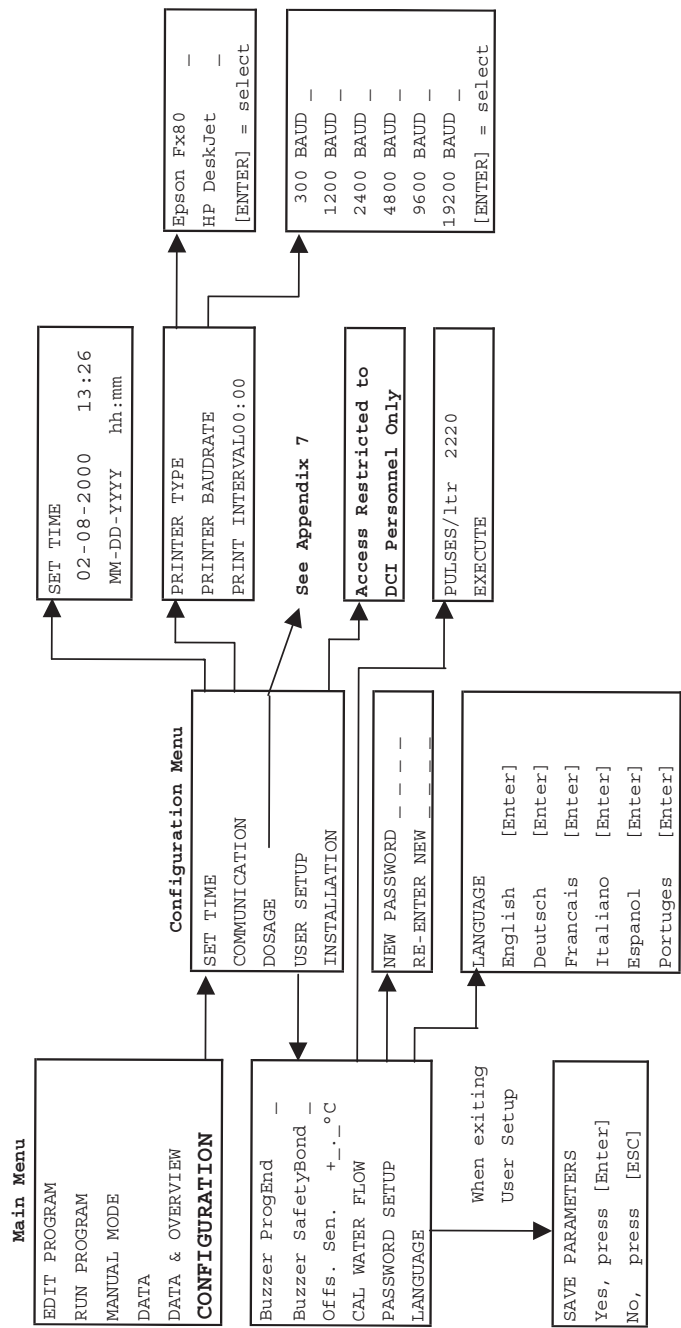 Main Menu
EDIT PROGRAM
RUN PROGRAM
MANUAL MODE
DATA
DATA & OVERVIEW
CONFIGURATION
Configuration Menu
SET TIME
COMMUNICATION
DOSAGE
USER SETUP
INSTALLATION
SET TIME
02-08-2000 13:26
MM-DD-YYYY hh:mm
PRINTER TYPE
PRINTER BAUDRATE
PRINT INTERVAL00:00
Epson Fx80 _
HP DeskJet _
[ENTER] = select
300 BAUD _
1200 BAUD _
2400 BAUD _
4800 BAUD _
9600 BAUD _
19200 BAUD _
[ENTER] = select
See Appendix 7
Access Restricted to
DCI Personnel Only
Buzzer ProgEnd _
Buzzer SafetyBond _
Offs. Sen. +_._°C
CAL WATER FLOW
PASSWORD SETUP
LANGUAGE
PULSES/ltr 2220
EXECUTE
NEW PASSWORD _ _ _ _
RE-ENTER NEW _ _ _ _
LANGUAGE
English [Enter]
Deutsch [Enter]
Francais [Enter]
Italiano [Enter]
Espanol [Enter]
Portuges [Enter]
When exiting
User Setup
SAVE PARAMETERS
Yes, press [Enter]
No, press [ESC]